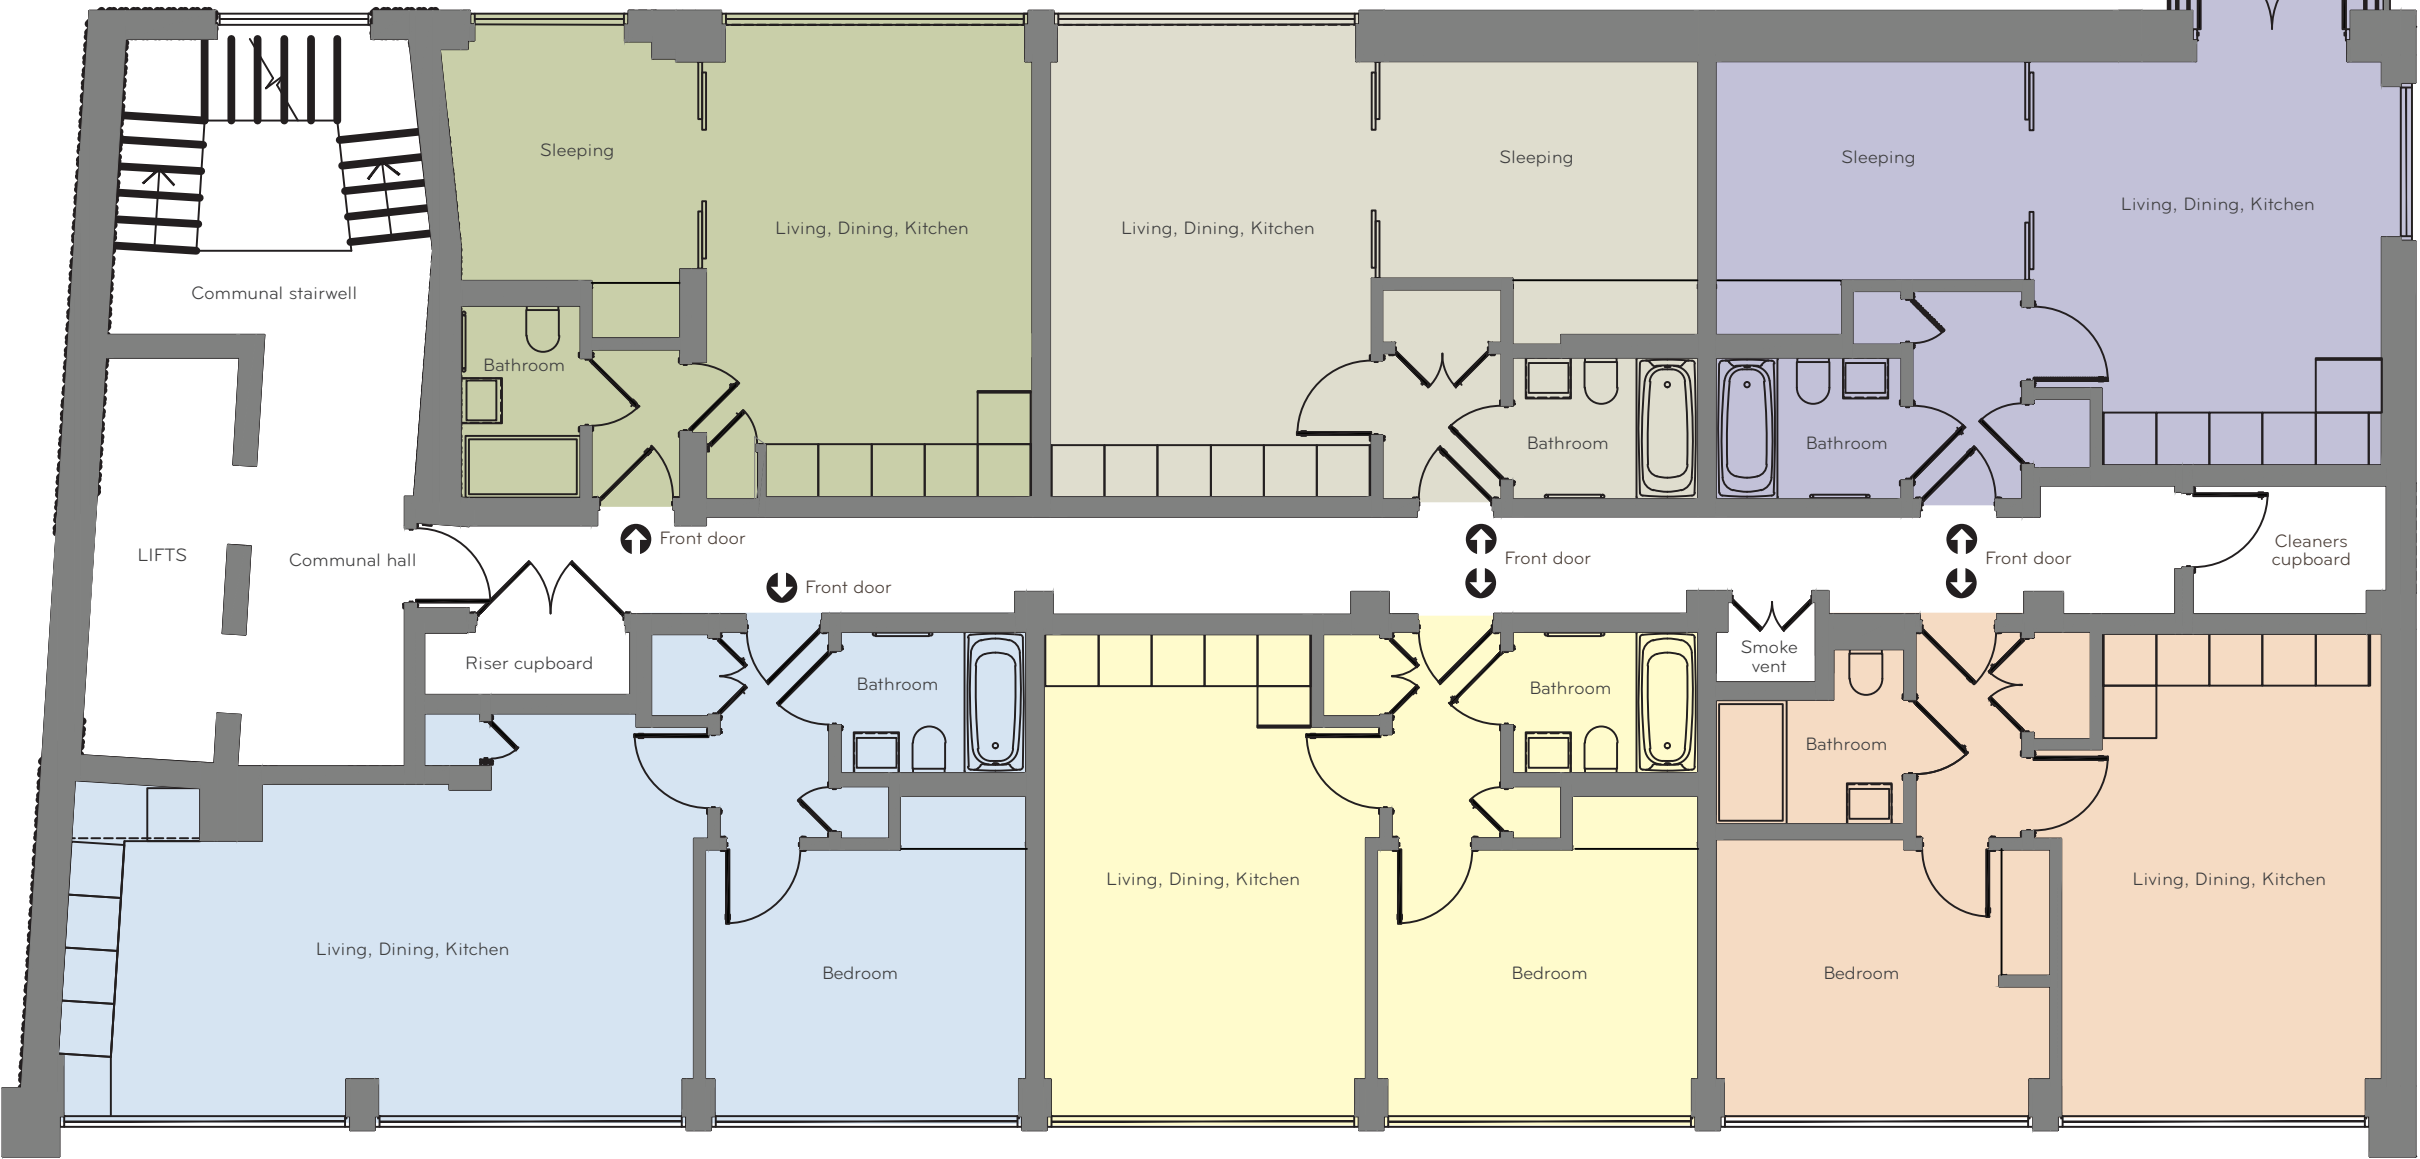 Sleeping
Sleeping
Sleeping
Living, Dining, Kitchen
Living, Dining, Kitchen
Living, Dining, Kitchen
Communal stairwell
Bathroom
Bathroom
Bathroom
LIFTS
Communal hall
Front door
Front door
Front door
Front door
Cleaners
cupboard
Riser cupboard
Bathroom
Bathroom
Smoke
vent
Bathroom
Living, Dining, Kitchen
Bedroom
Living, Dining, Kitchen
Bedroom
Bedroom
Living, Dining, Kitchen